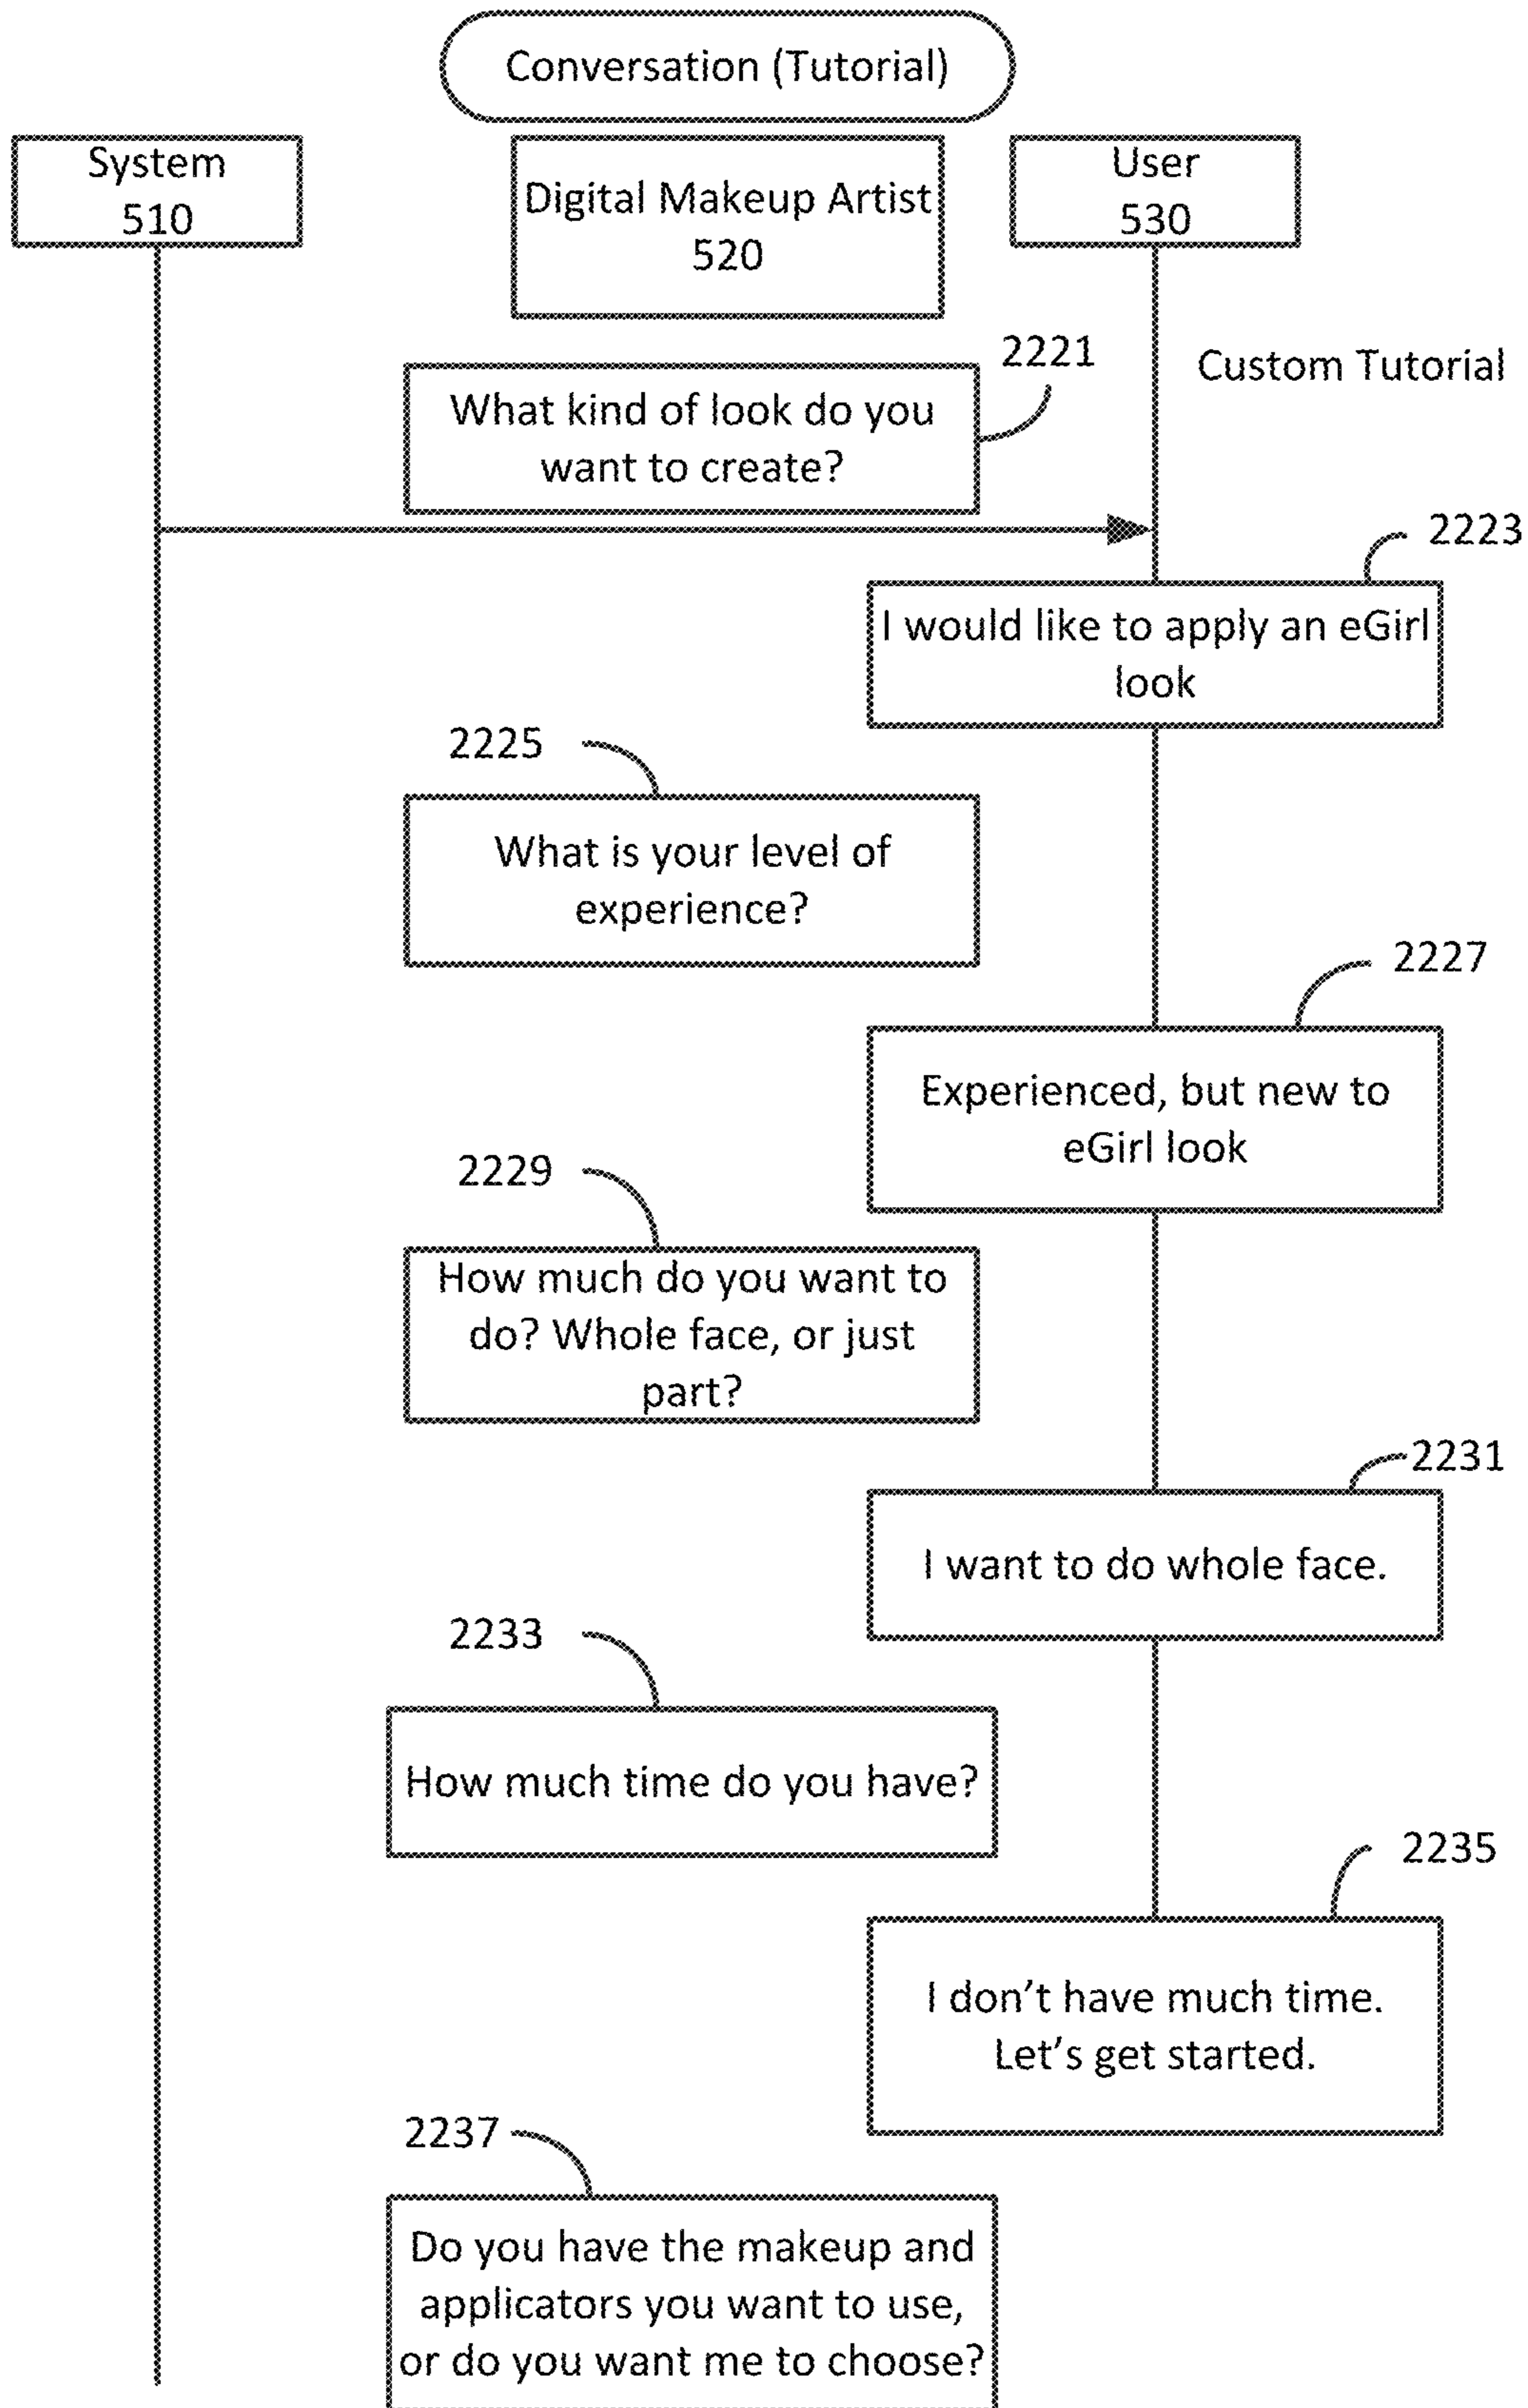 Conversation (Tutorial)
System
510
Digital Makeup Artist
520
User
530
2221
Custom Tutorial
What kind of look do you
want to create?
2223
I would like to apply an eGirl
look
2225
What is your level of
experience?
2227
Experienced, but new to
eGirl look
2229
How much do you want to
do? Whole face, or just
part?
2231
I want to do whole face.
2233
How much time do you have?
2235
I don’t have much time.
Let’s get started.
2237
Do you have the makeup and
applicators you want to use,
or do you want me to choose?